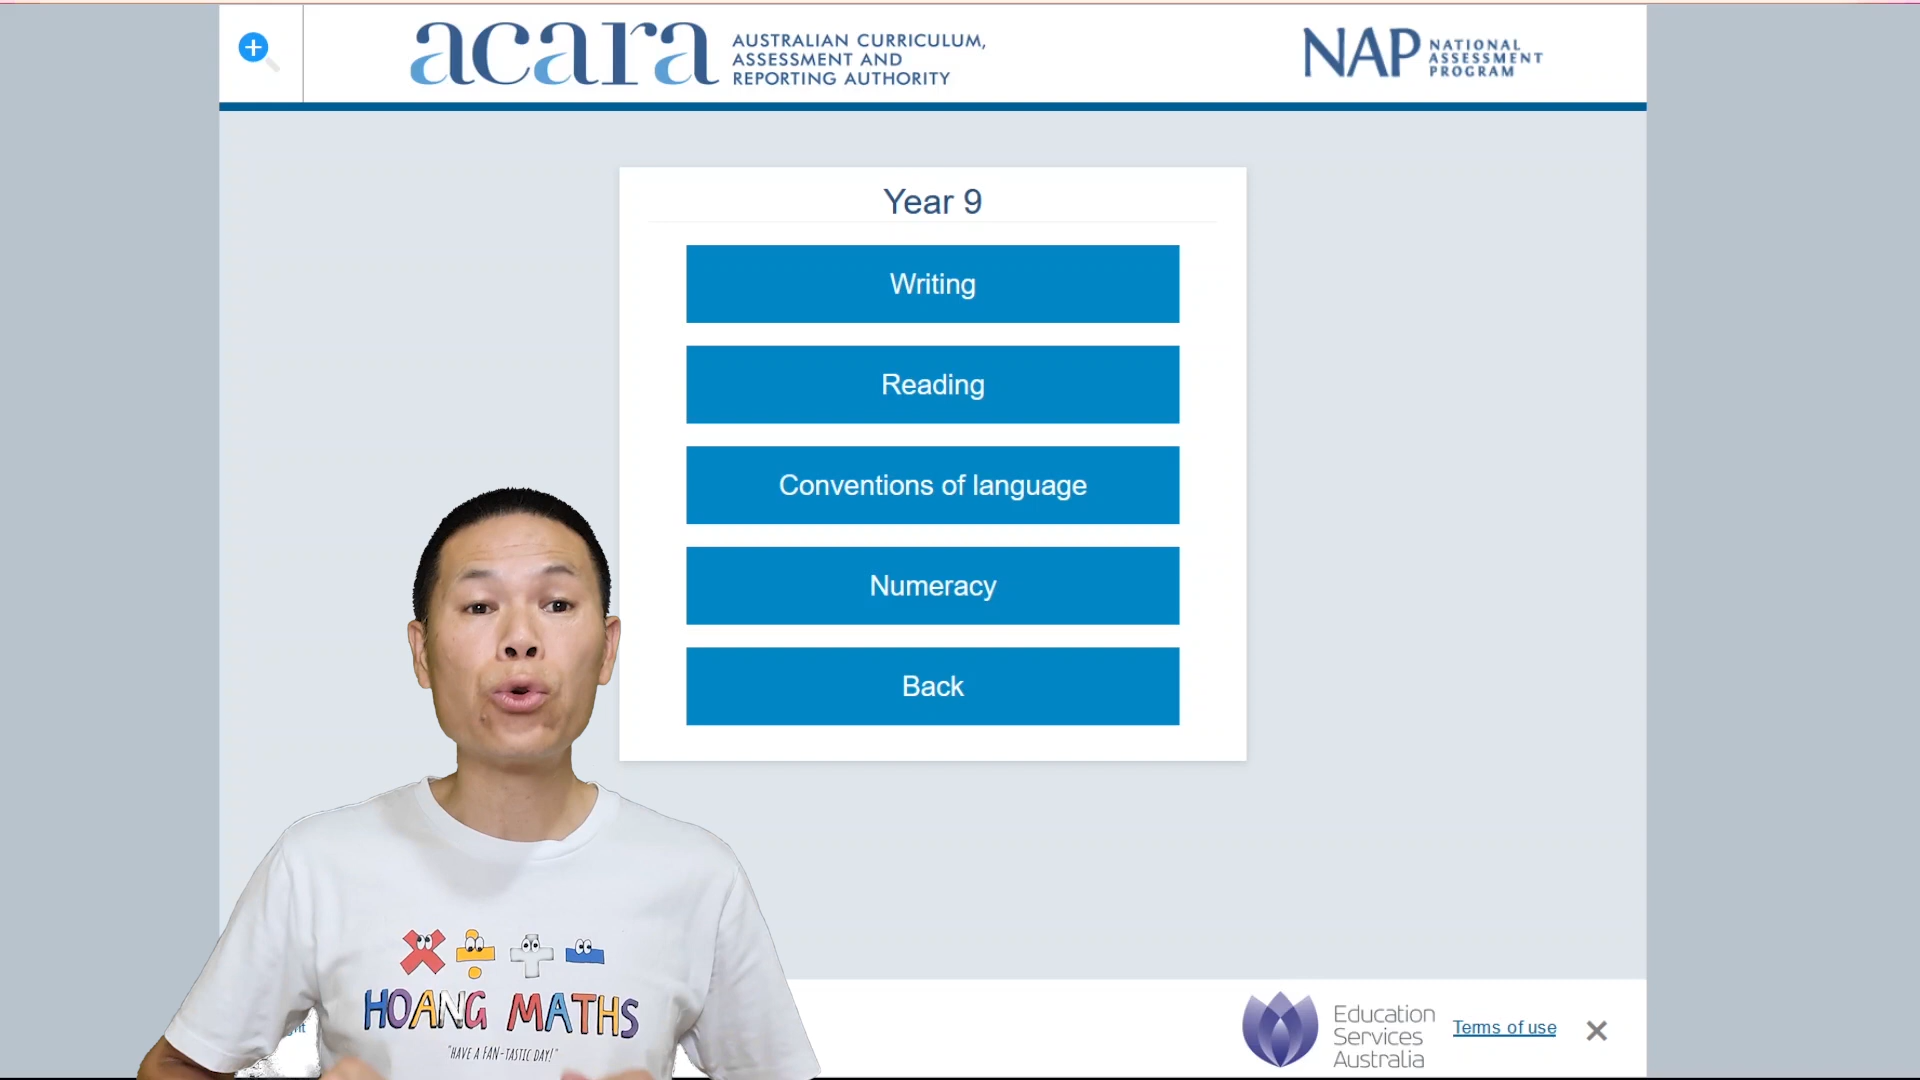 acara
AUSTRALIAN CURRICULUM,
ASSESSMENT AND
REPORTING AUTHORITY
NAP
NATIONAL
ASSESSMENT
PROGRAM
Year 9
Writing
Reading
Conventions of language
Numeracy
Back
HOANG MATHS
"HAVE A FAN-TASTIC DAY!"
Education
Services
Australia
Terms of use